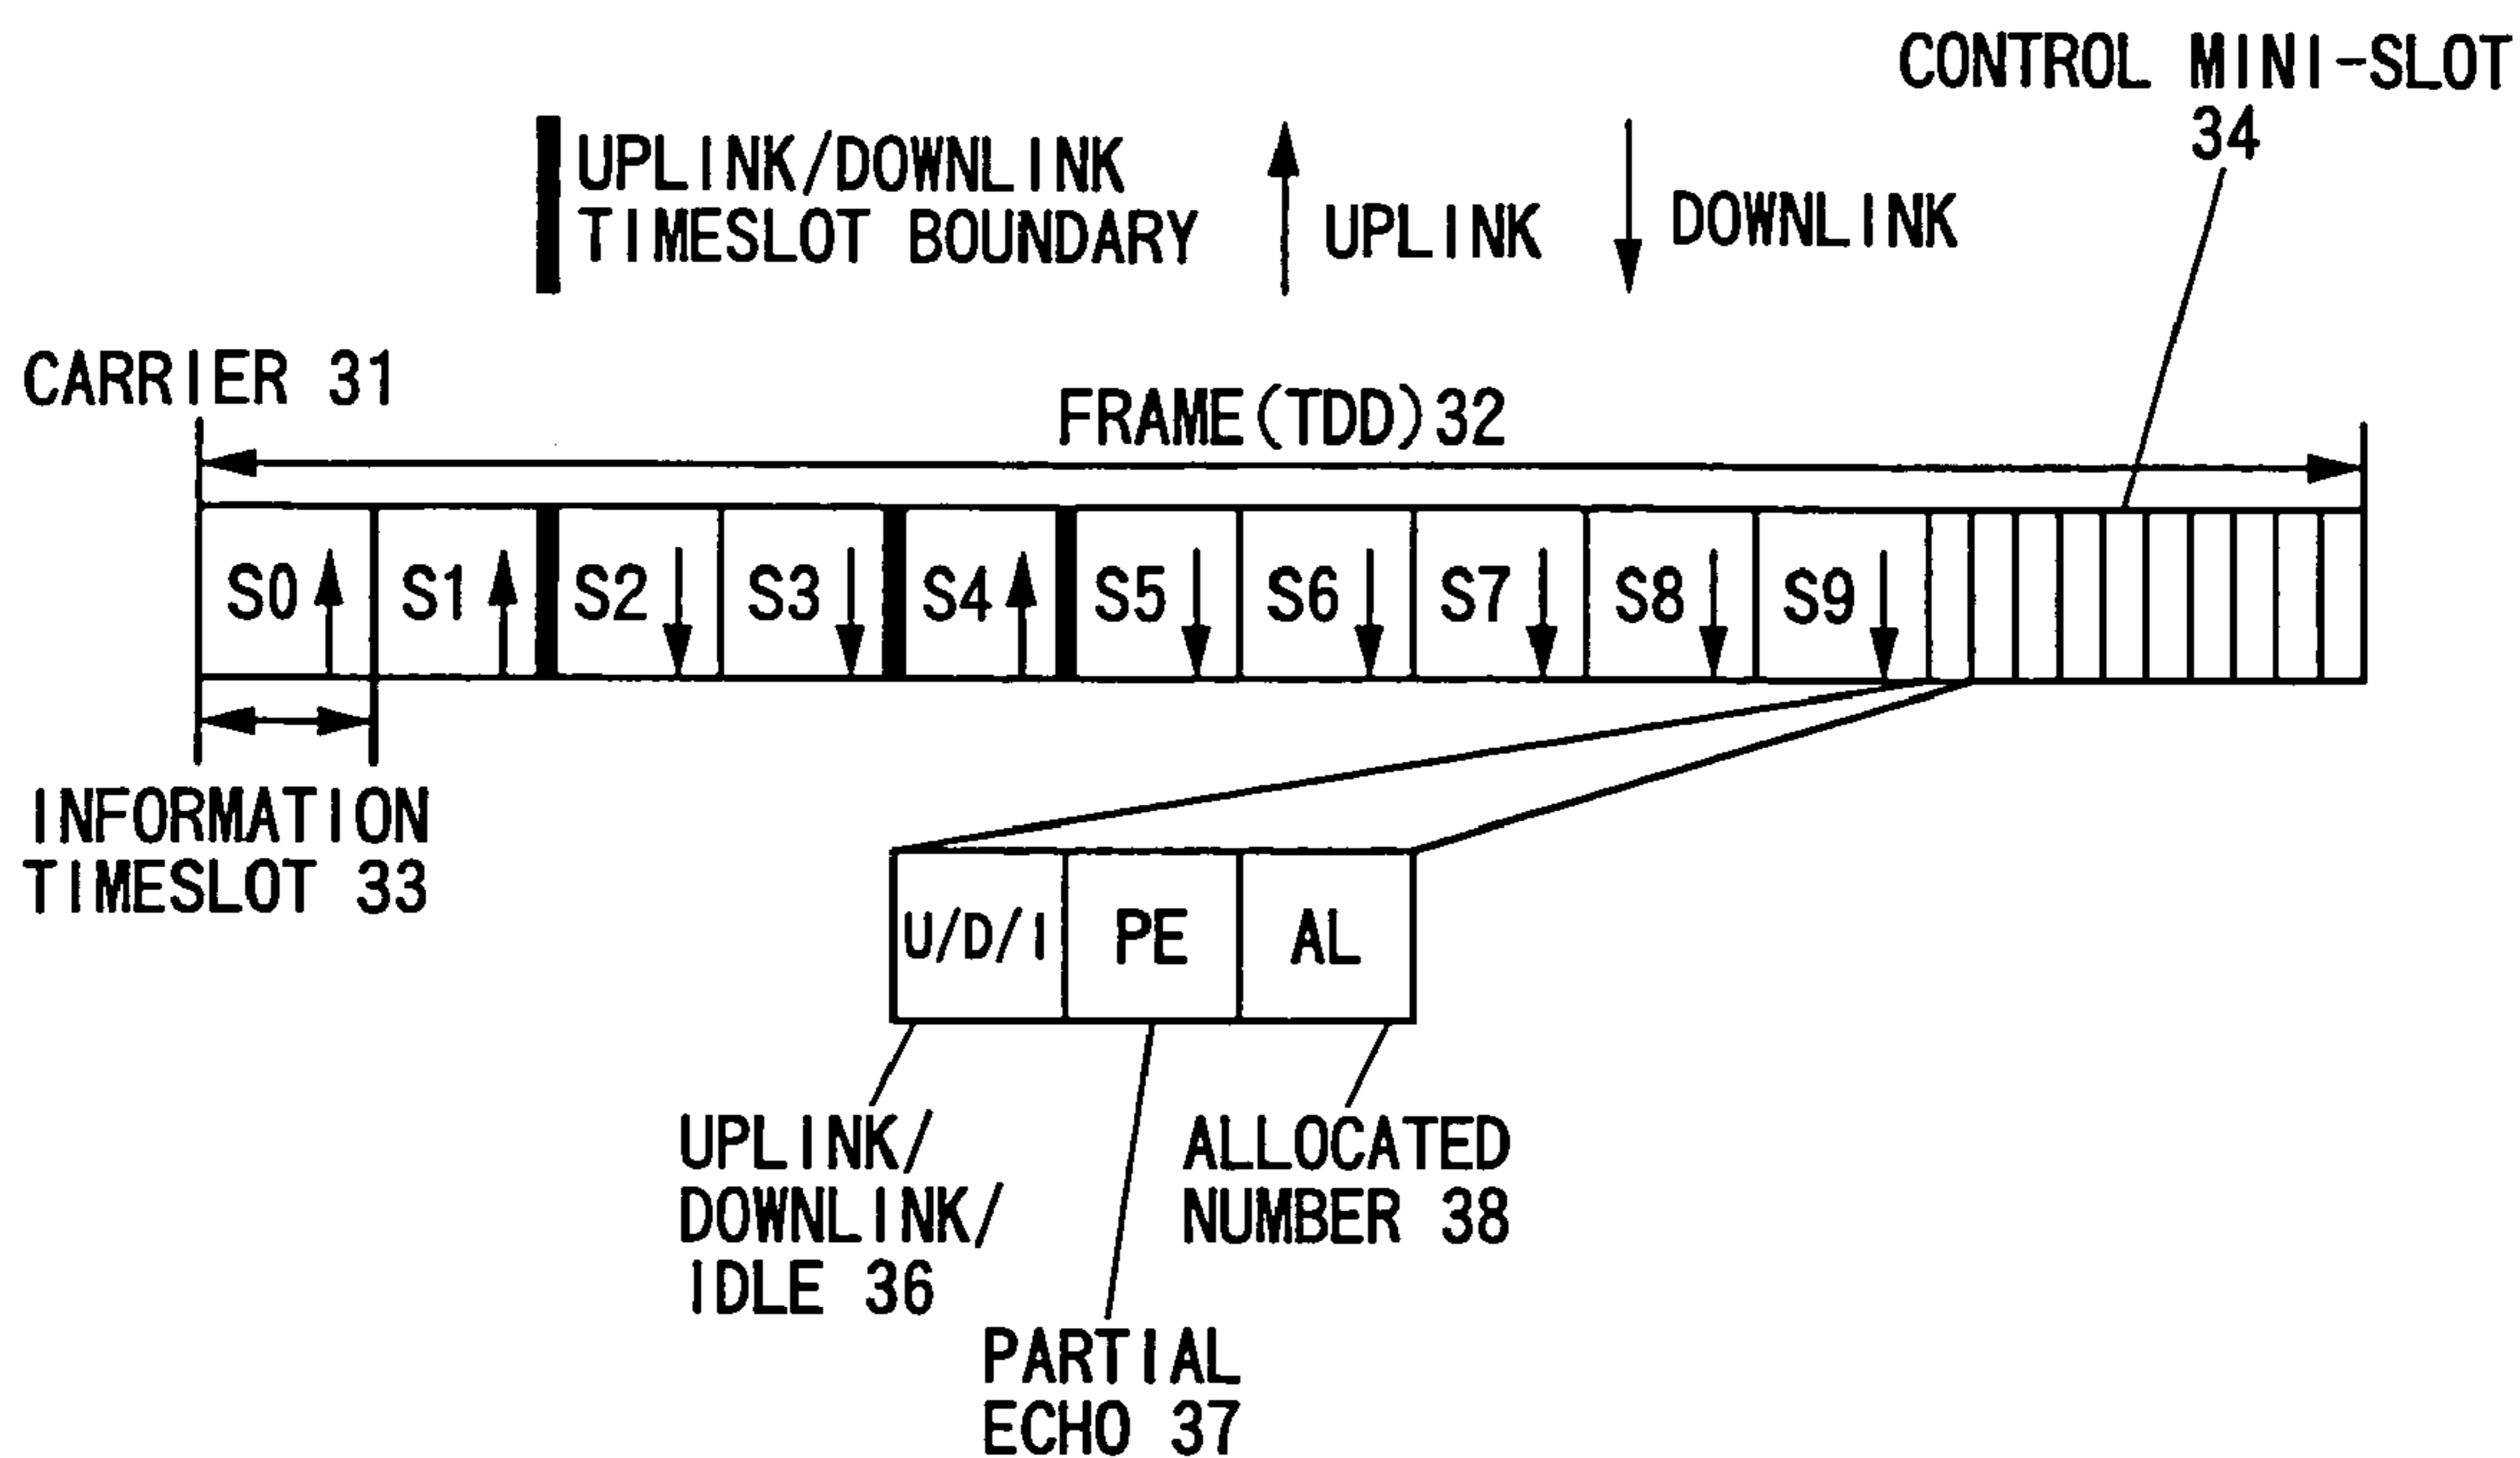 CONTROL MINI-SLOT
34
UPLINK/DOWNLINK
TIMESLOT BOUNDARY
UPLINK
DOWNLINK
CARRIER 31
FRAME(TDD)32
S0
S1
S2
S3
S4
S5
S6
S7
S8
S9
INFORMATION
TIMESLOT 33
U/D/I
PE
AL
UPLINK/
DOWNLINK/
IDLE 36
ALLOCATED
NUMBER 38
PARTIAL
ECHO 37